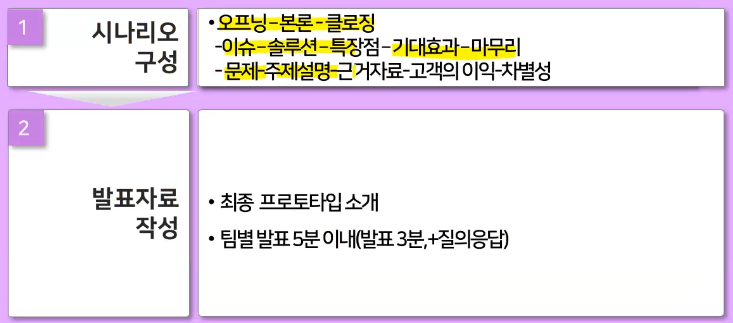 1
시나리오
구성
• 오프닝 – 본론 - 클로징
-이슈 – 솔루션 – 특장점 – 기대효과 – 마무리
- 문제-주제설명-근거자료-고객의 이익-차별성
2
발표자료
작성
• 최종 프로토타입 소개
• 팀별 발표 5분 이내(발표 3분,+질의응답)